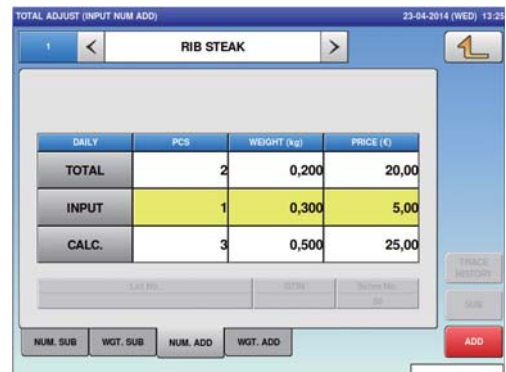 TOTAL ADJUST (INPUT NUM ADD) 23-04-2014 (WED) 13:25
1 < RIB STEAK >
DAILY PCS WEIGHT (kg) PRICE (€)
TOTAL 2 0,200 20,00
INPUT 1 0,300 5,00
CALC. 3 0,500 25,00
TRACE HISTORY
Lot No.
SUB
NUM. SUB WGT. SUB NUM. ADD WGT. ADD ADD